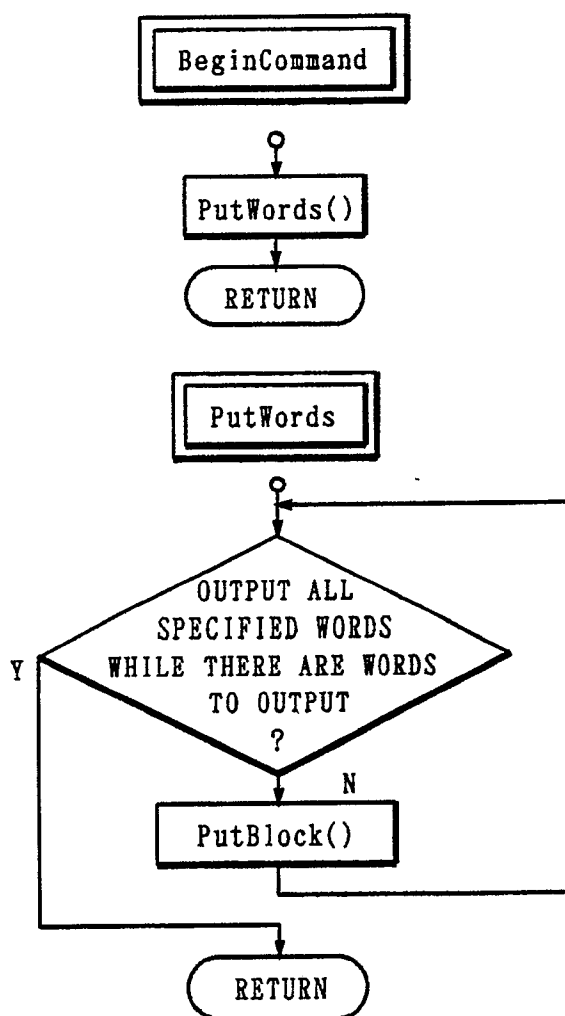 BeginCommand
PutWords()
RETURN
PutWords
OUTPUT ALL
SPECIFIED WORDS
WHILE THERE ARE WORDS
TO OUTPUT
?
Y
N
PutBlock()
RETURN